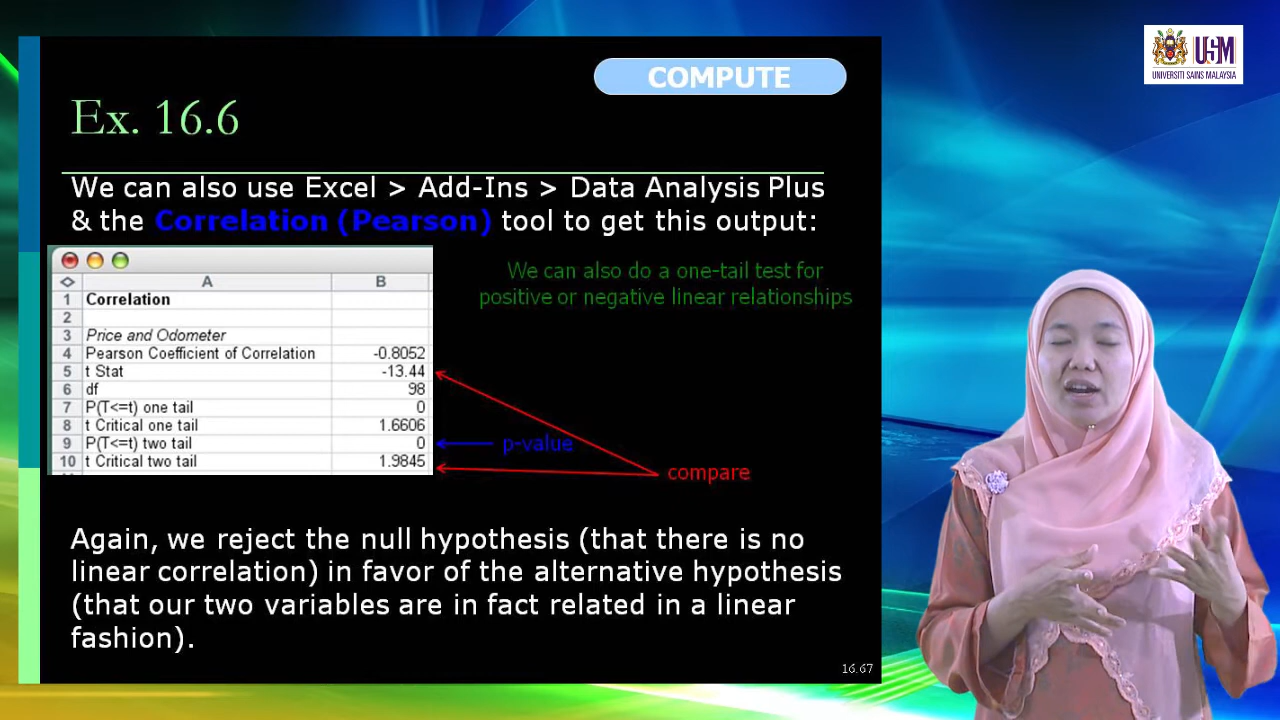 COMPUTE
USM
UNIVERSITI SAINS MALAYSIA
Ex. 16.6
We can also use Excel > Add-Ins > Data Analysis Plus
& the Correlation (Pearson) tool to get this output:
We can also do a one-tail test for
positive or negative linear relationships
A B
1 Correlation
2
3 Price and Odometer
4 Pearson Coefficient of Correlation -0.8052
5 t Stat -13.44
6 df 98
7 P(T<=t) one tail 0
8 t Critical one tail 1.6606
9 P(T<=t) two tail 0
10 t Critical two tail 1.9845
p-value
compare
Again, we reject the null hypothesis (that there is no
linear correlation) in favor of the alternative hypothesis
(that our two variables are in fact related in a linear
fashion).
16.67